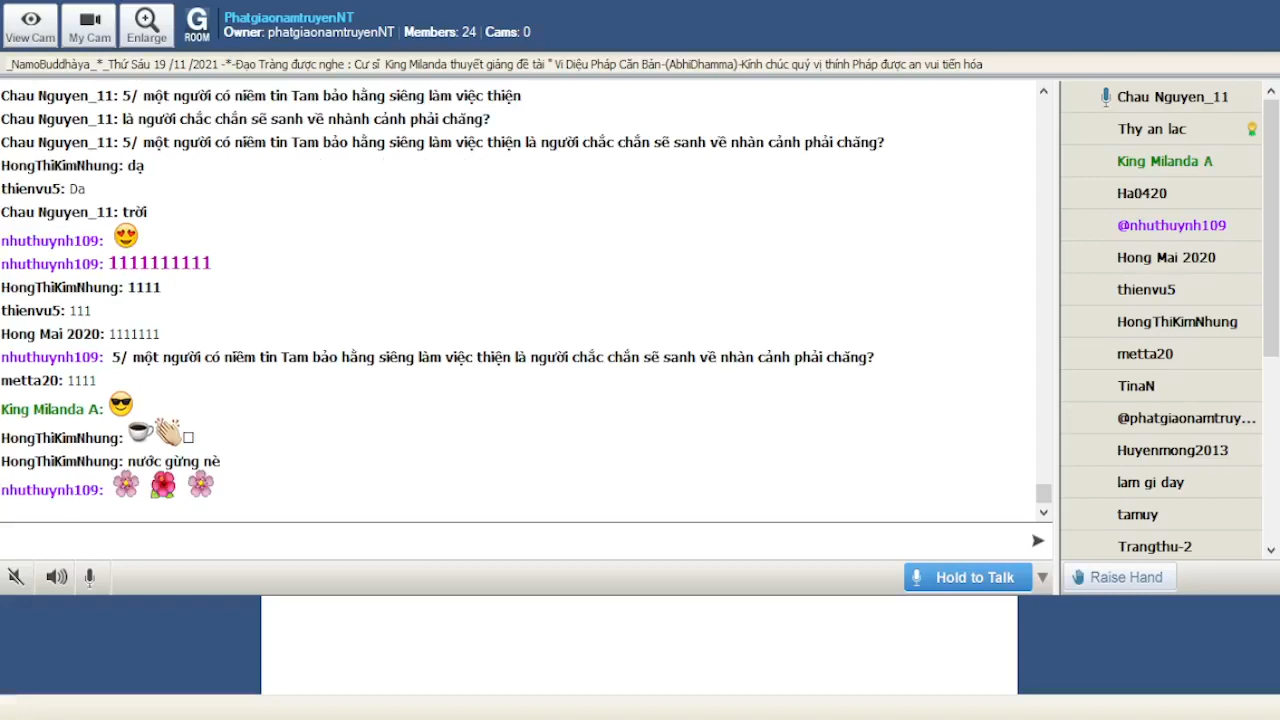 View Cam
My Cam
Enlarge
G
ROOM
PhatgiaonamtruyenNT
Owner: phatgiaonamtruyenNT | Members: 24 | Cams: 0
_NamoBuddhàya_*_Thứ Sáu 19 /11 /2021 -*-Đạo Tràng được nghe : Cư sĩ King Milanda thuyết giảng đề tài " Vi Diệu Pháp Căn Bản-(AbhiDhamma)-Kính chúc quý vị thính Pháp được an vui tiến hóa
Chau Nguyen_11: 5/ một người có niềm tin Tam bảo hằng siêng làm việc thiện
Chau Nguyen_11: là người chắc chắn sẽ sanh về nhành cảnh phải chăng?
Chau Nguyen_11: 5/ một người có niềm tin Tam bảo hằng siêng làm việc thiện là người chắc chắn sẽ sanh về nhàn cảnh phải chăng?
HongThiKimNhung: dạ
thienvu5: Da
Chau Nguyen_11: trời
nhuthuynh109:
nhuthuynh109: 1111111111
HongThiKimNhung: 1111
thienvu5: 111
Hong Mai 2020: 1111111
nhuthuynh109: 5/ một người có niềm tin Tam bảo hằng siêng làm việc thiện là người chắc chắn sẽ sanh về nhàn cảnh phải chăng?
metta20: 1111
King Milanda A:
HongThiKimNhung:
HongThiKimNhung: nước gừng nè
nhuthuynh109:
Hold to Talk
Chau Nguyen_11
Thy an lac
King Milanda A
Ha0420
@nhuthuynh109
Hong Mai 2020
thienvu5
HongThiKimNhung
metta20
TinaN
@phatgiaonamtruy...
Huyenmong2013
lam gi day
tamuy
Trangthu-2
Raise Hand